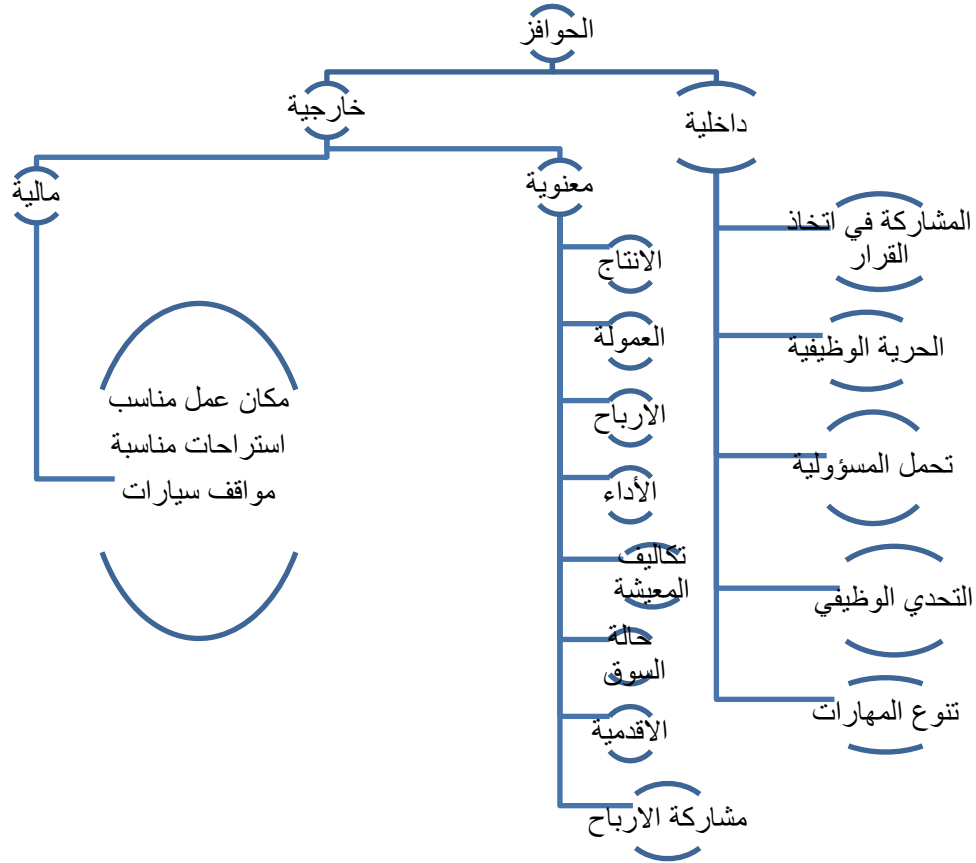 الحوافز
داخلية
المشاركة في اتخاذ
القرار
الحرية الوظيفية
تحمل المسؤولية
التحدي الوظيفي
تنوع المهارات
خارجية
معنوية
الانتاج
العمولة
الارباح
الأداء
تكاليف
المعيشة
حالة
السوق
الاقدمية
مشاركة الارباح
مالية
مكان عمل مناسب
استراحات مناسبة
مواقف سيارات